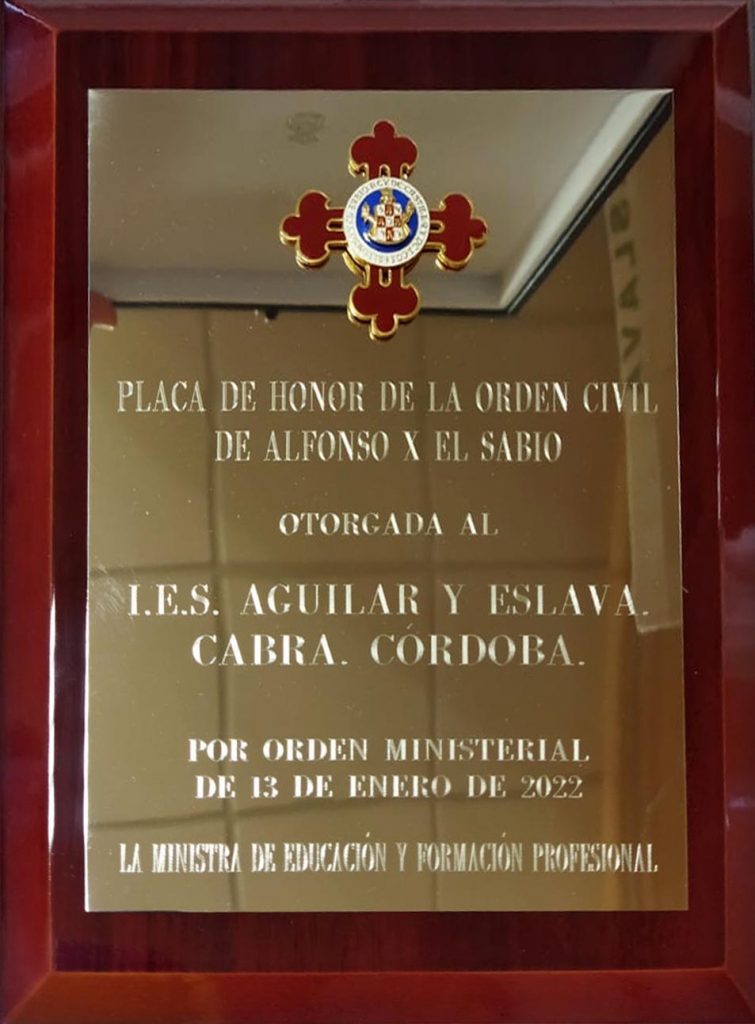 PLACA DE HONOR DE LA ORDEN CIVIL
DE ALFONSO X EL SABIO
OTORGADA AL
I.E.S. AGUILAR Y ESLAVA.
CABRA. CÓRDOBA.
POR ORDEN MINISTERIAL
DE 13 DE ENERO DE 2022
LA MINISTRA DE EDUCACIÓN Y FORMACIÓN PROFESIONAL